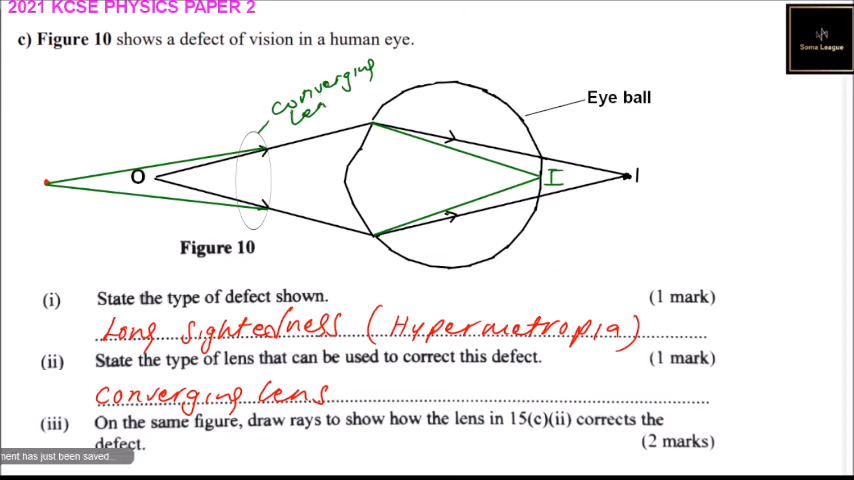 2021 KCSE PHYSICS PAPER 2
Soma League
c) Figure 10 shows a defect of vision in a human eye.
converging
len
Eye ball
O
I
I
Figure 10
(i) State the type of defect shown. (1 mark)
Long sightedness (Hypermetropia)
(ii) State the type of lens that can be used to correct this defect. (1 mark)
converging lens
(iii) On the same figure, draw rays to show how the lens in 15(c)(ii) corrects the
defect. (2 marks)
ment has just been saved...